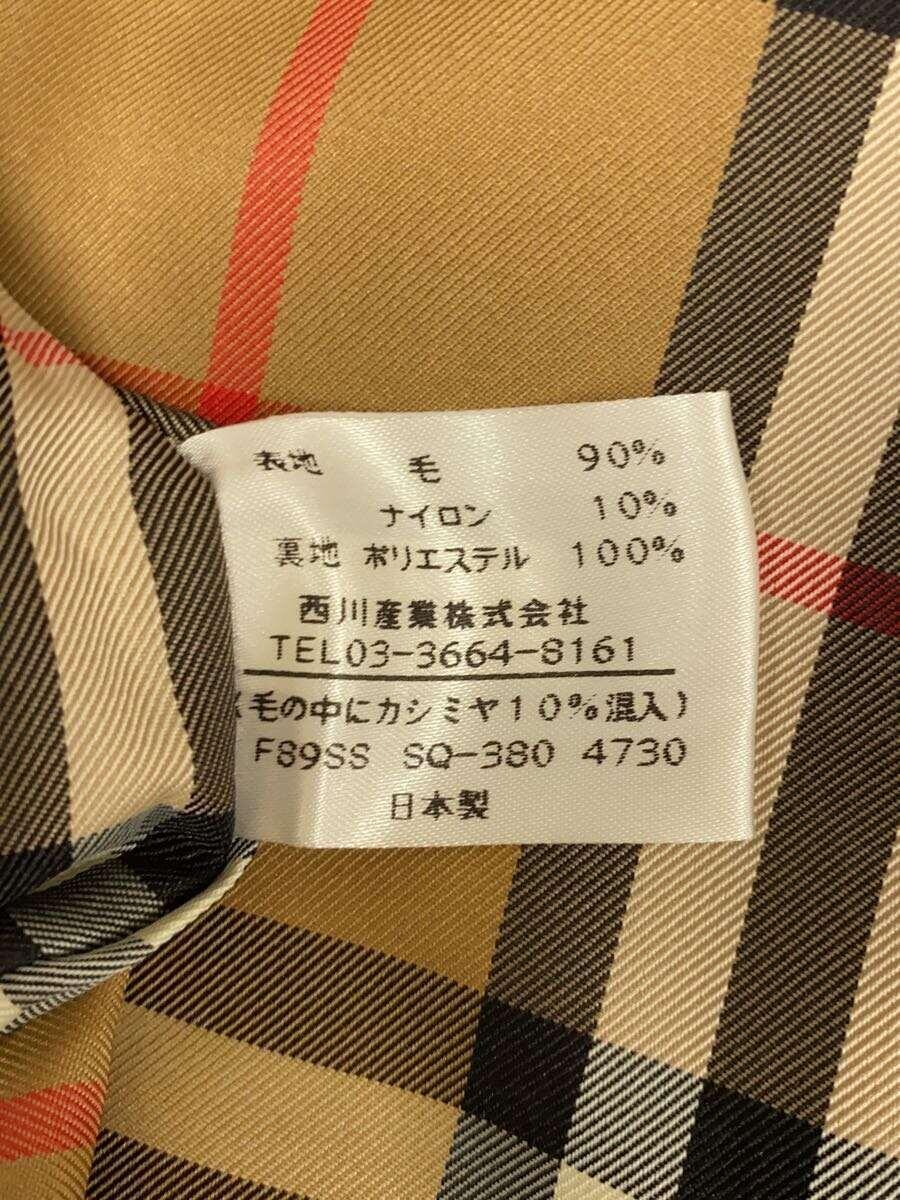 表地 毛 90%
ナイロン 10%
裏地 ポリエステル 100%
西川産業株式会社
TEL03-3664-8161
(毛の中にカシミヤ10%混入)
F89SS SQ-380 4730
日本製